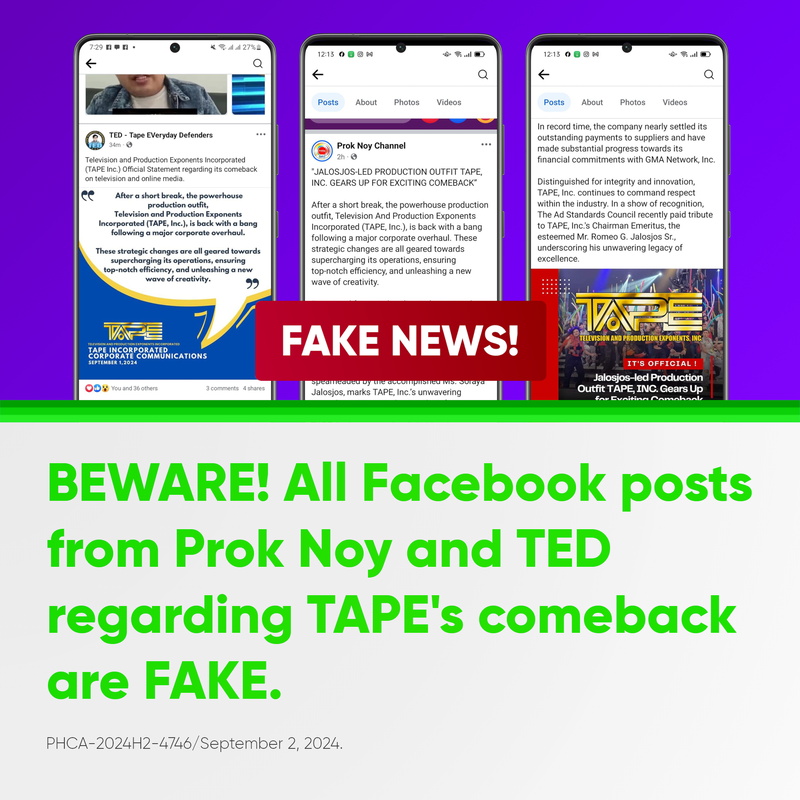 7:29
27%
TED - Tape EVeryday Defenders
34m
Television and Production Exponents Incorporated
(TAPE Inc.) Official Statement regarding its comeback
on television and online media.
After a short break, the powerhouse
production outfit,
Television and Production Exponents
Incorporated (TAPE, Inc.), is back with a bang
following a major corporate overhaul.
These strategic changes are all geared towards
supercharging its operations, ensuring
top-notch efficiency, and unleashing a new
wave of creativity.
TAPE
TELEVISION AND PRODUCTION EXPONENTS INCORPORATED
TAPE INCORPORATED
CORPORATE COMMUNICATIONS
SEPTEMBER 1,2024
You and 36 others
3 comments 4 shares
12:13
Posts About Photos Videos
Prok Noy Channel
2h
"JALOSJOS-LED PRODUCTION OUTFIT TAPE,
INC. GEARS UP FOR EXCITING COMEBACK"
After a short break, the powerhouse production
outfit, Television And Production Exponents
Incorporated (TAPE, Inc.), is back with a bang
following a major corporate overhaul. These
strategic changes are all geared towards
supercharging its operations, ensuring
top-notch efficiency, and unleashing a new
wave of creativity.
spearheaded by the accomplished Ms. Soraya
Jalosjos, marks TAPE, Inc.'s unwavering
12:13
Posts About Photos Videos
In record time, the company nearly settled its
outstanding payments to suppliers and have
made substantial progress towards its
financial commitments with GMA Network, Inc.
Distinguished for integrity and innovation,
TAPE, Inc. continues to command respect
within the industry. In a show of recognition,
The Ad Standards Council recently paid tribute
to TAPE, Inc.'s Chairman Emeritus, the
esteemed Mr. Romeo G. Jalosjos Sr.,
underscoring his unwavering legacy of
excellence.
TAPE
TELEVISION AND PRODUCTION EXPONENTS, INC
IT'S OFFICIAL !
Jalosjos-led Production
Outfit TAPE, INC. Gears Up
for Exciting Comeback
FAKE NEWS!
BEWARE! All Facebook posts
from Prok Noy and TED
regarding TAPE's comeback
are FAKE.
PHCA-2024H2-4746/September 2, 2024.